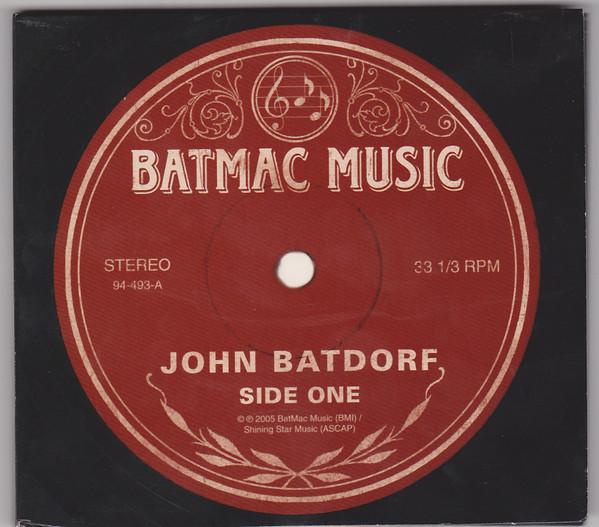 BATMAC MUSIC
STEREO
33 1/3 RPM
94-493-A
JOHN BATDORF
SIDE ONE
© ℗ 2005 BatMac Music (BMI) /
Shining Star Music (ASCAP)